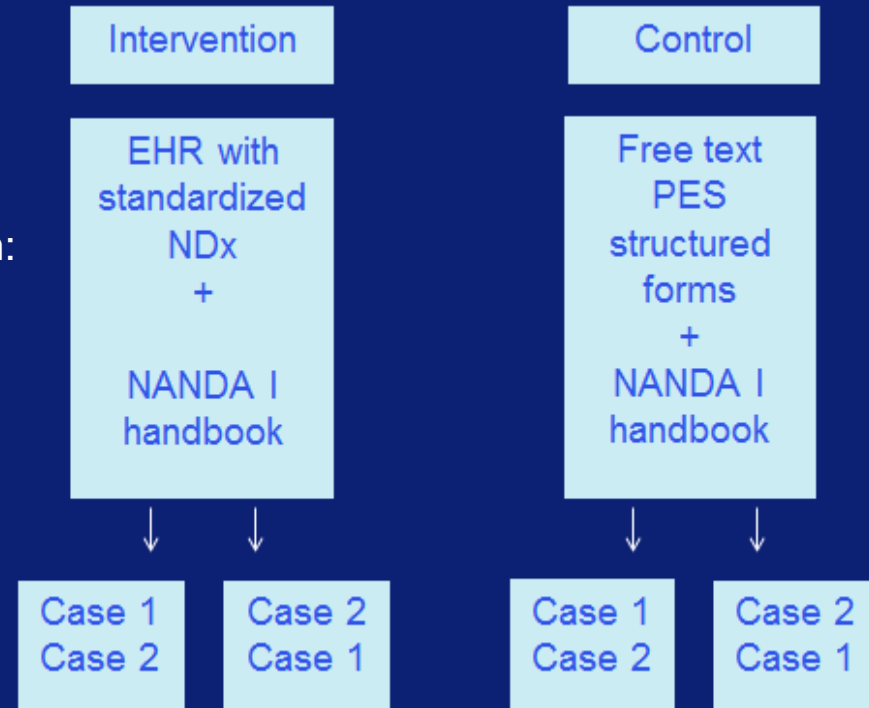 Intervention
EHR with
standardized
NDx
+
NANDA I
handbook
Case 1
Case 2
Case 2
Case 1
Control
Free text
PES
structured
forms
+
NANDA I
handbook
Case 1
Case 2
Case 2
Case 1